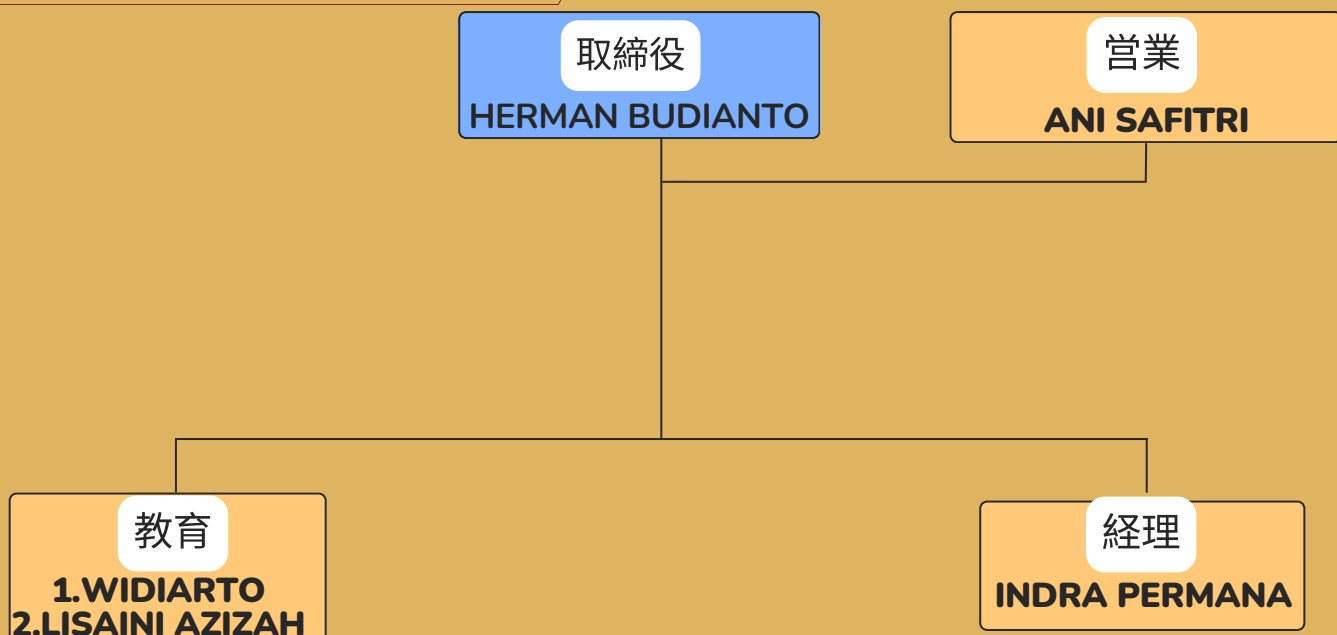 取締役
HERMAN BUDIANTO
営業
ANI SAFITRI
教育
1.WIDIARTO
2.LISAINI AZIZAH
経理
INDRA PERMANA